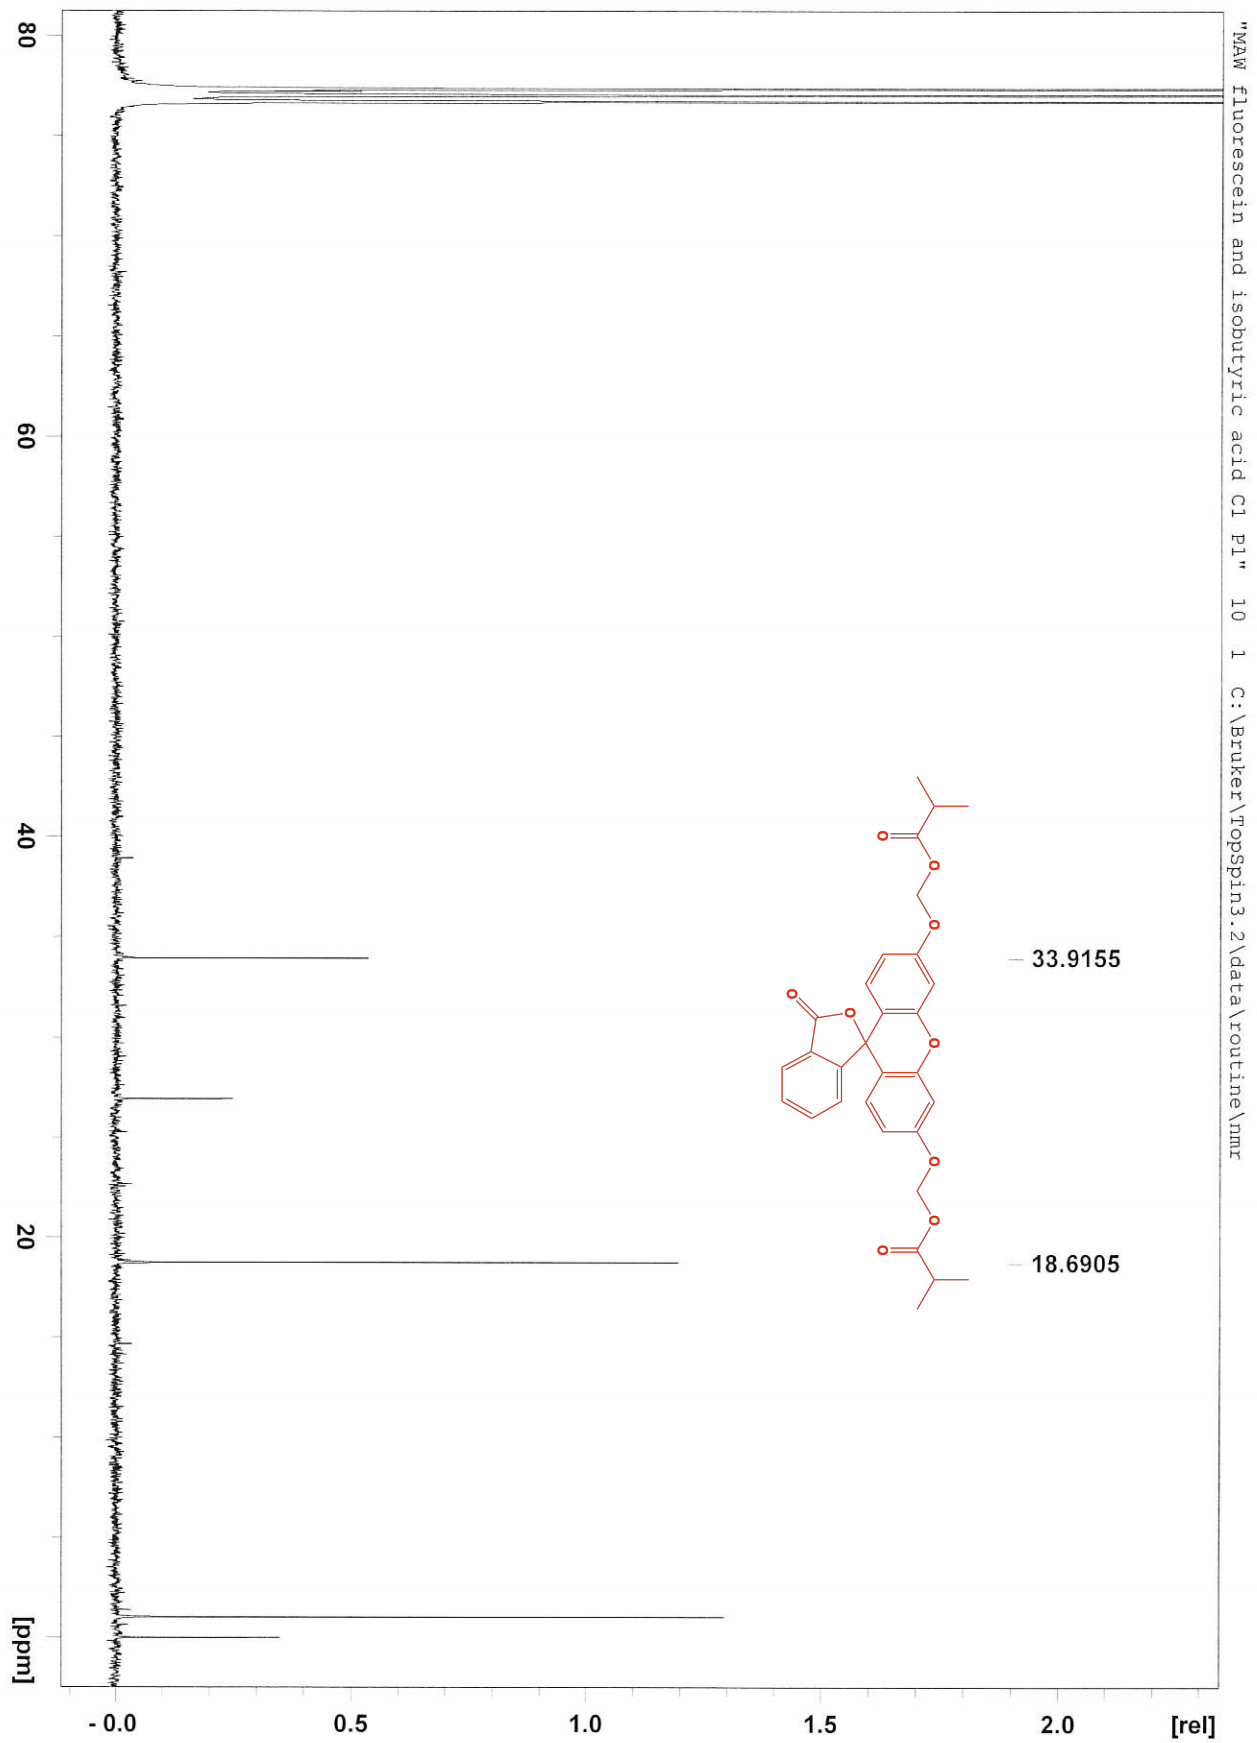 "MAW fluorescein and isobutyric acid C1 P1" 10 1 C:\Bruker\TopSpin3.2\data\routine\nmr
33.9155
18.6905
O
O
O
O
O
O
O
O
O
80
60
40
20
[ppm]
- 0.0
0.5
1.0
1.5
2.0
[rel]